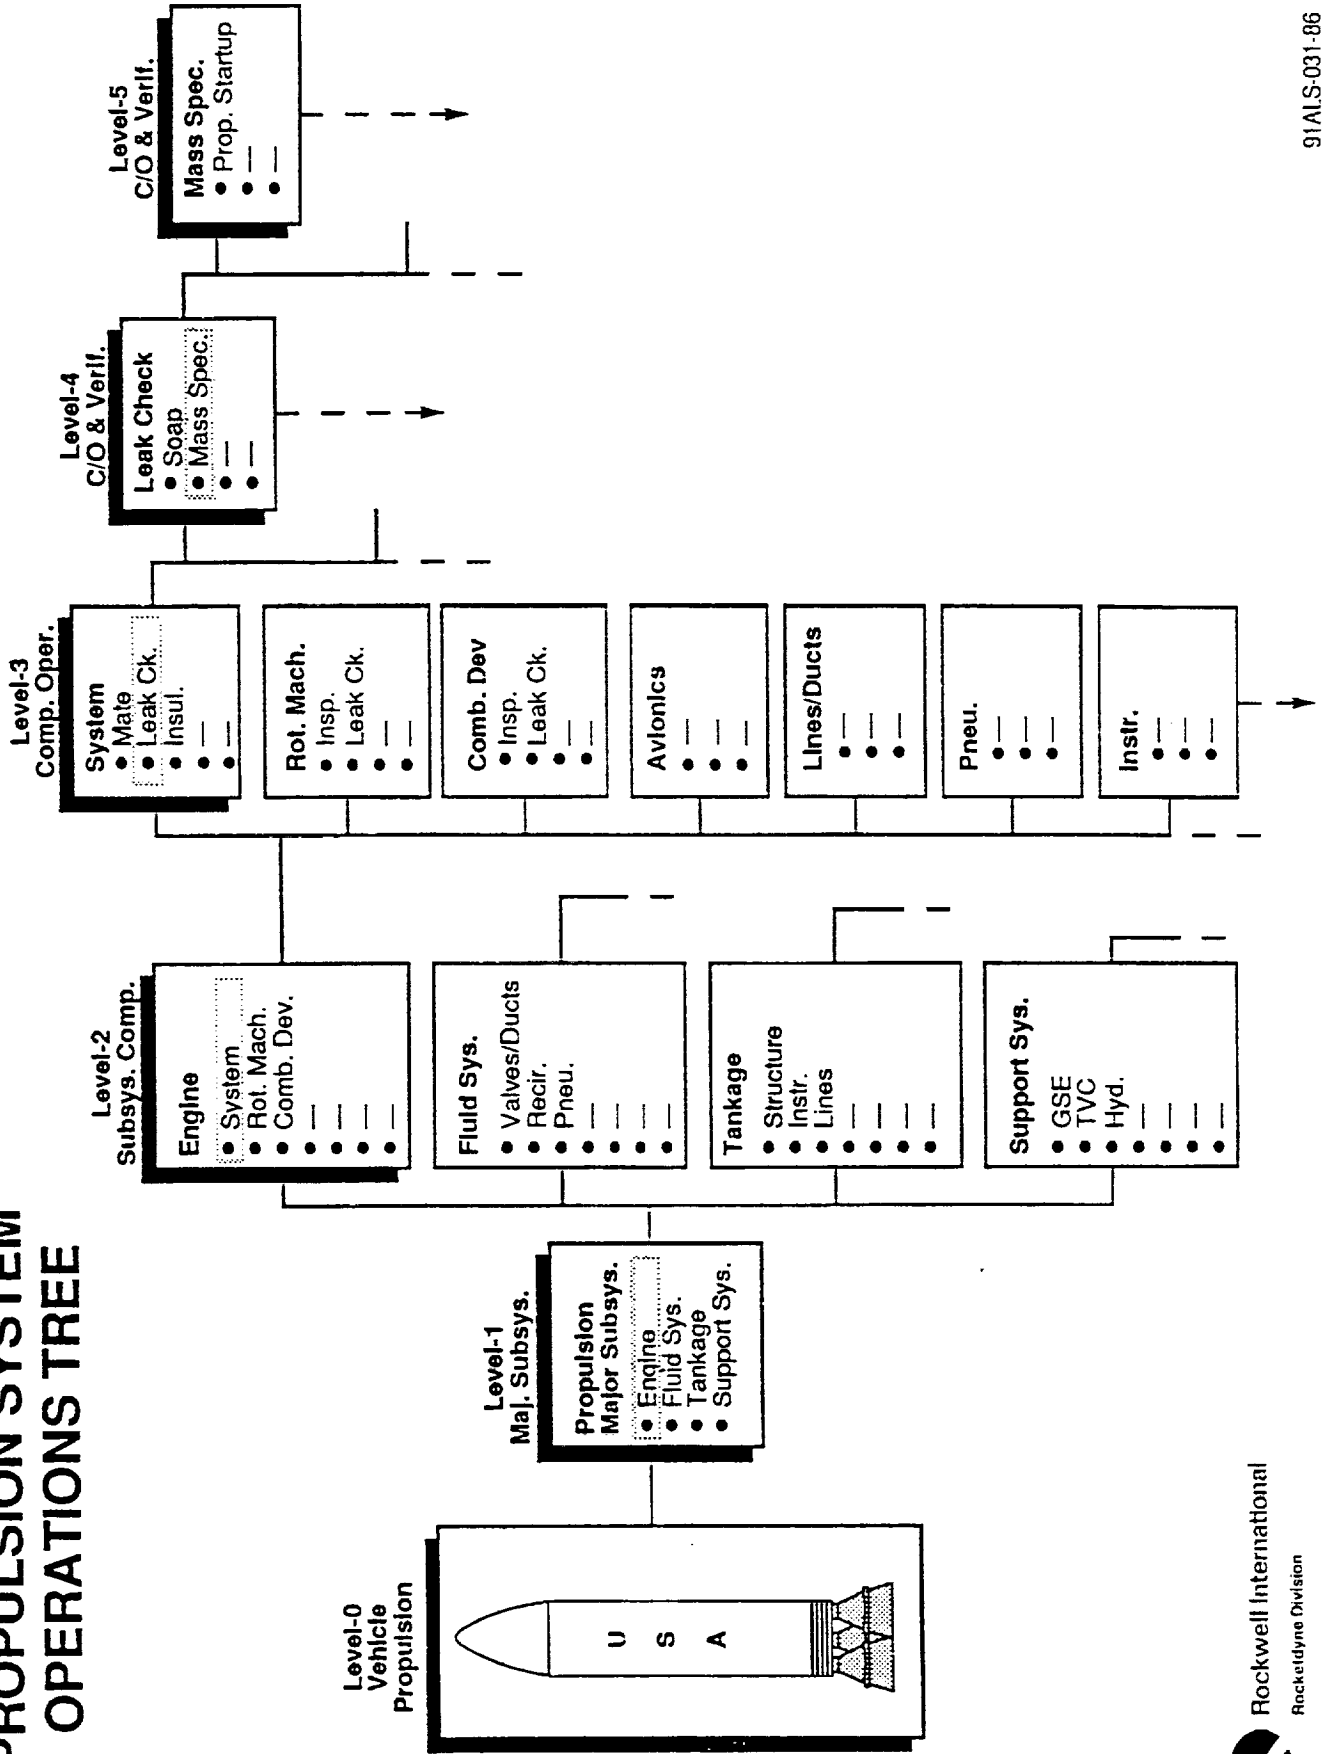 PROPULSION SYSTEM
OPERATIONS TREE
Level-0
Vehicle
Propulsion
U
S
A
Level-1
Maj. Subsys.
Propulsion
Major Subsys.
• Engine
• Fluid Sys.
• Tankage
• Support Sys.
Level-2
Subsys. Comp.
Engine
• System
• Rot. Mach.
• Comb. Dev.
• —
• —
• —
• —
Fluid Sys.
• Valves/Ducts
• Recir.
• Pneu.
• —
• —
• —
• —
Tankage
• Structure
• Instr.
• Lines
• —
• —
• —
• —
Support Sys.
• GSE
• TVC
• Hyd.
• —
• —
• —
• —
Level-3
Comp. Oper.
System
• Mate
• Leak Ck.
• Insul.
• —
• —
Rot. Mach.
• Insp.
• Leak Ck.
• —
• —
Comb. Dev
• Insp.
• Leak Ck.
• —
• —
Avionics
• —
• —
• —
Lines/Ducts
• —
• —
• —
Pneu.
• —
• —
• —
Instr.
• —
• —
• —
Level-4
C/O & Verif.
Leak Check
• Soap
• Mass Spec.
• —
• —
Level-5
C/O & Verif.
Mass Spec.
• Prop. Startup
• —
• —
Rockwell International
Rocketdyne Division
91ALS-031-86